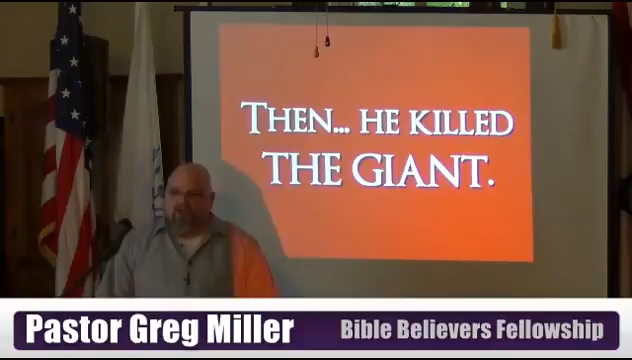 THEN... HE KILLED
THE GIANT.
Pastor Greg Miller
Bible Believers Fellowship